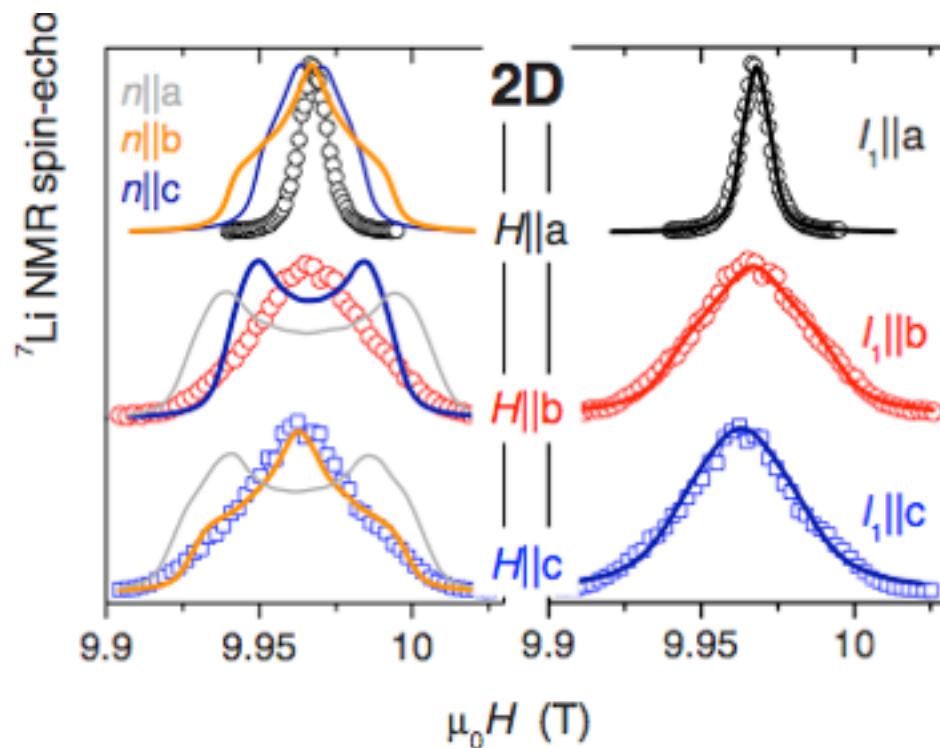 ⁷Li NMR spin-echo
n||a
n||b
n||c
2D
H||a
H||b
H||c
l₁||a
l₁||b
l₁||c
9.9 9.95 10 9.9 9.95 10
μ₀H (T)